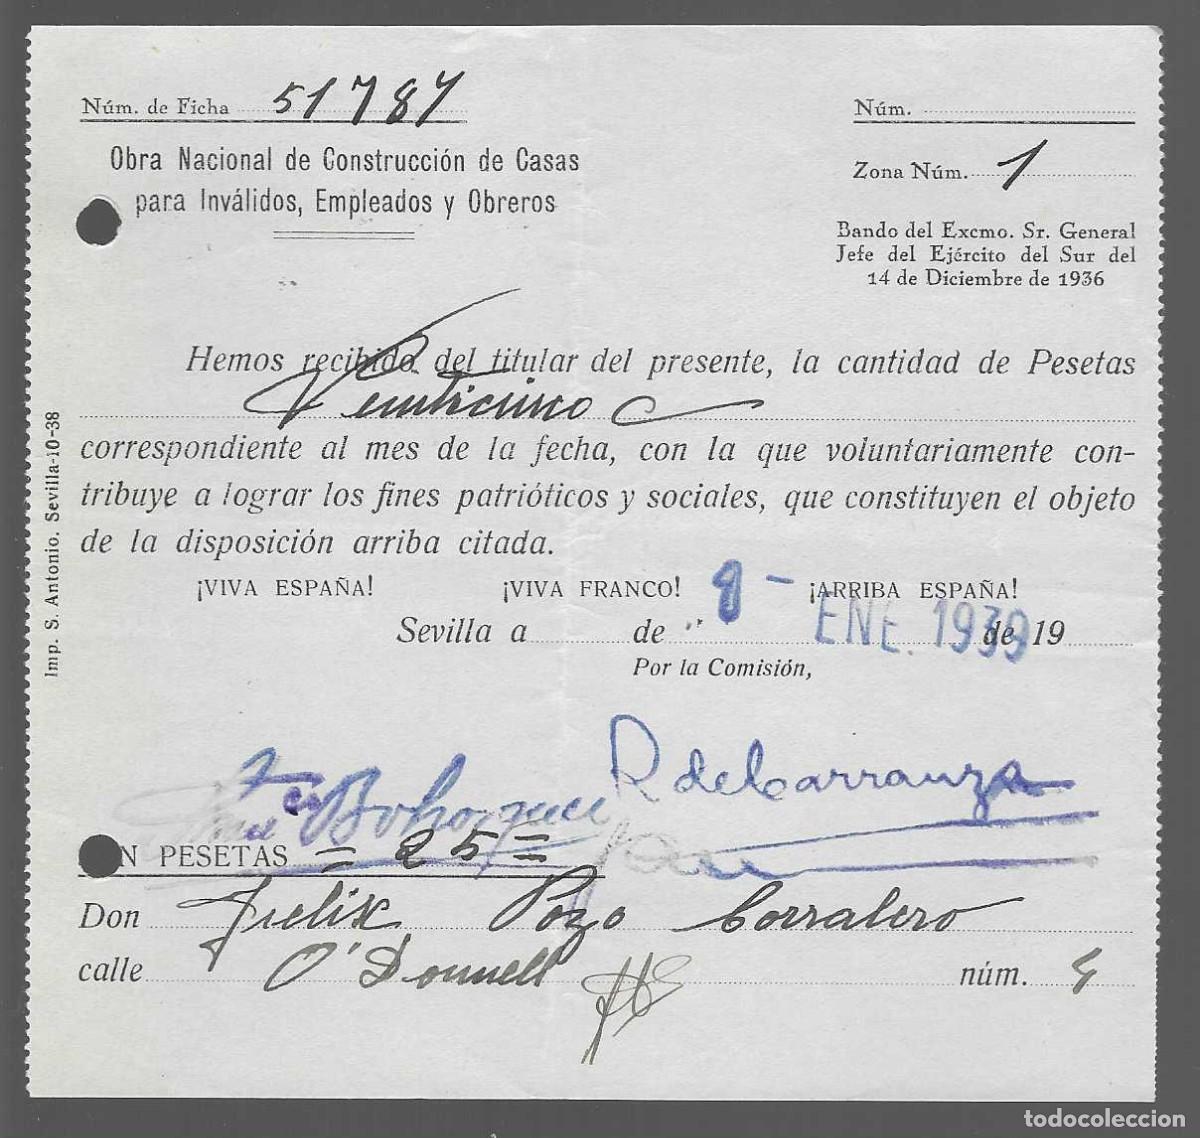 Núm. de Ficha 51787
Núm.
Obra Nacional de Construcción de Casas
para Inválidos, Empleados y Obreros
Zona Núm. 1
Bando del Excmo. Sr. General
Jefe del Ejército del Sur del
14 de Diciembre de 1936
Hemos recibido del titular del presente, la cantidad de Pesetas
Veinticinco
correspondiente al mes de la fecha, con la que voluntariamente con-
tribuye a lograr los fines patrióticos y sociales, que constituyen el objeto
de la disposición arriba citada.
¡VIVA ESPAÑA! ¡VIVA FRANCO! ¡ARRIBA ESPAÑA!
Sevilla a de de 19
ENE. 1939
Por la Comisión,
R de Carranza
Bohorquez
N PESETAS = 25 =
Don Felix Pozo Corralero
calle O'Donnell núm.
Imp. S. Antonio. Sevilla-10-38
todocoleccion